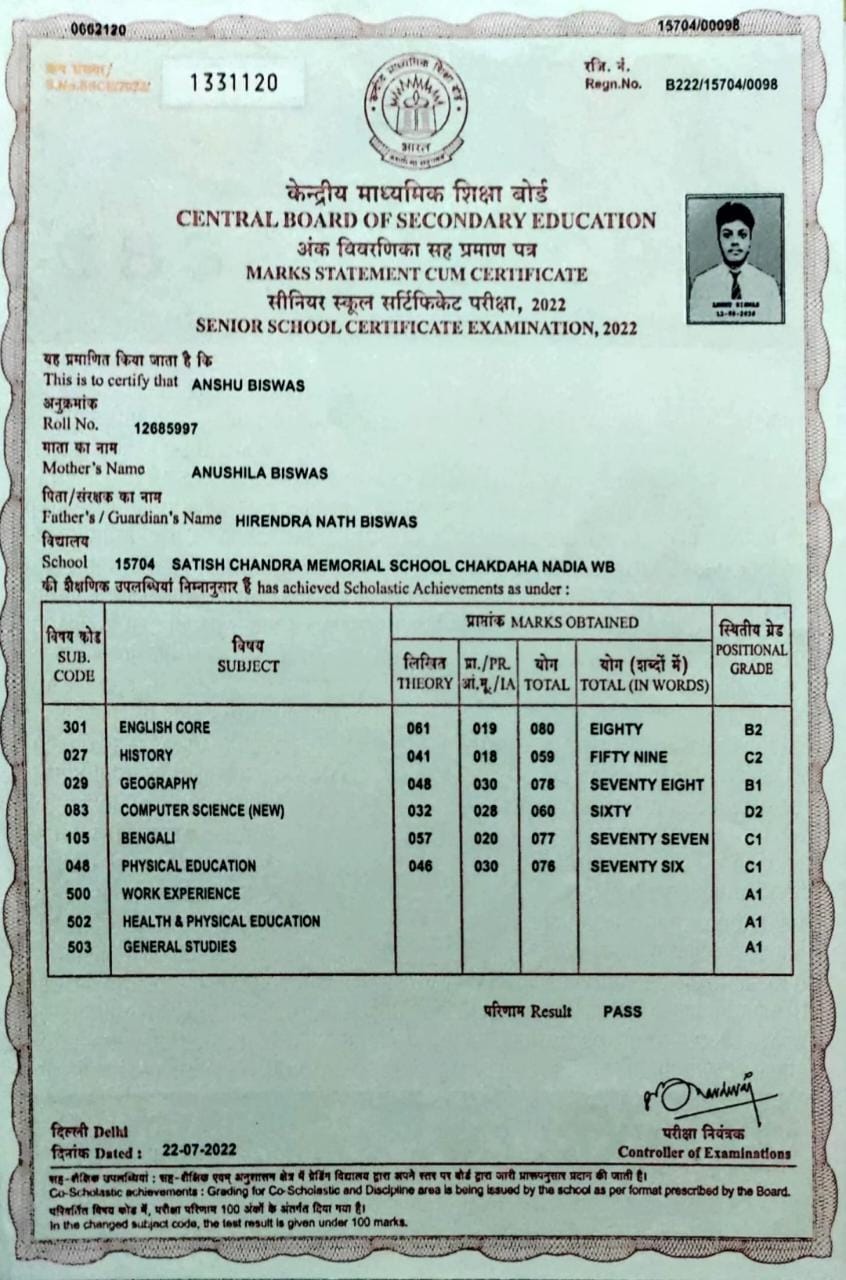 0662120
15704/00098
क्रम संख्या/
S.No.SSCE/2022/
1331120
रजि. नं.
Regn.No. B222/15704/0098
केन्द्रीय माध्यमिक शिक्षा बोर्ड
भारत
केन्द्रीय माध्यमिक शिक्षा बोर्ड
CENTRAL BOARD OF SECONDARY EDUCATION
अंक विवरणिका सह प्रमाण पत्र
MARKS STATEMENT CUM CERTIFICATE
सीनियर स्कूल सर्टिफिकेट परीक्षा, 2022
SENIOR SCHOOL CERTIFICATE EXAMINATION, 2022
यह प्रमाणित किया जाता है कि
This is to certify that ANSHU BISWAS
अनुक्रमांक
Roll No. 12685997
माता का नाम
Mother's Name ANUSHILA BISWAS
पिता/संरक्षक का नाम
Father's / Guardian's Name HIRENDRA NATH BISWAS
विद्यालय
School 15704 SATISH CHANDRA MEMORIAL SCHOOL CHAKDAHA NADIA WB
की शैक्षणिक उपलब्धियां निम्नानुसार हैं has achieved Scholastic Achievements as under :
विषय कोड SUB. CODE
विषय SUBJECT
प्राप्तांक MARKS OBTAINED
स्थितीय ग्रेड POSITIONAL GRADE
लिखित THEORY
प्रा./PR. आं.मू./IA
योग TOTAL
योग (शब्दों में) TOTAL (IN WORDS)
301 ENGLISH CORE 061 019 080 EIGHTY B2
027 HISTORY 041 018 059 FIFTY NINE C2
029 GEOGRAPHY 048 030 078 SEVENTY EIGHT B1
083 COMPUTER SCIENCE (NEW) 032 028 060 SIXTY D2
105 BENGALI 057 020 077 SEVENTY SEVEN C1
048 PHYSICAL EDUCATION 046 030 076 SEVENTY SIX C1
500 WORK EXPERIENCE A1
502 HEALTH & PHYSICAL EDUCATION A1
503 GENERAL STUDIES A1
परिणाम Result PASS
दिल्ली Delhi
दिनांक Dated : 22-07-2022
परीक्षा नियंत्रक
Controller of Examinations
सह-शैक्षिक उपलब्धियां : सह-शैक्षिक एवम् अनुशासन क्षेत्र में ग्रेडिंग विद्यालय द्वारा अपने स्तर पर बोर्ड द्वारा जारी प्रारूपनुसार प्रदान की जाती है।
Co-Scholastic achievements : Grading for Co-Scholastic and Discipline area is being issued by the school as per format prescribed by the Board.
परिवर्तित विषय कोड में, परीक्षा परिणाम 100 अंकों के अंतर्गत दिया गया है।
In the changed subject code, the test result is given under 100 marks.